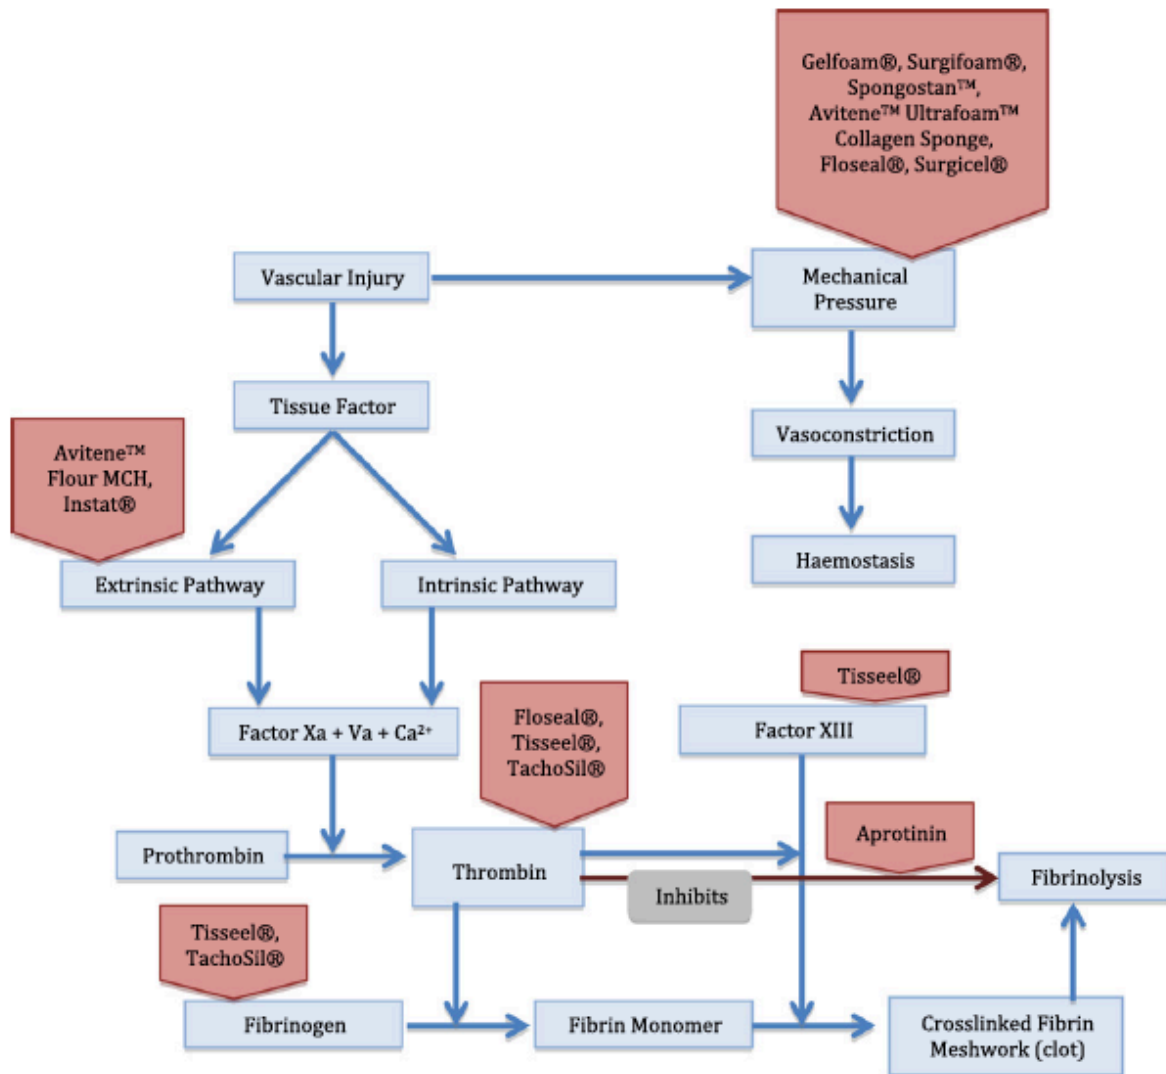 Gelfoam®, Surgifoam®,
Spongostan™,
Avitene™ Ultrafoam™
Collagen Sponge,
Floseal®, Surgicel®
Vascular Injury
Mechanical
Pressure
Tissue Factor
Vasoconstriction
Avitene™
Flour MCH,
Instat®
Extrinsic Pathway
Intrinsic Pathway
Haemostasis
Tisseel®
Factor Xa + Va + Ca²⁺
Floseal®,
Tisseel®,
TachoSil®
Factor XIII
Prothrombin
Thrombin
Aprotinin
Inhibits
Fibrinolysis
Tisseel®,
TachoSil®
Fibrinogen
Fibrin Monomer
Crosslinked Fibrin
Meshwork (clot)